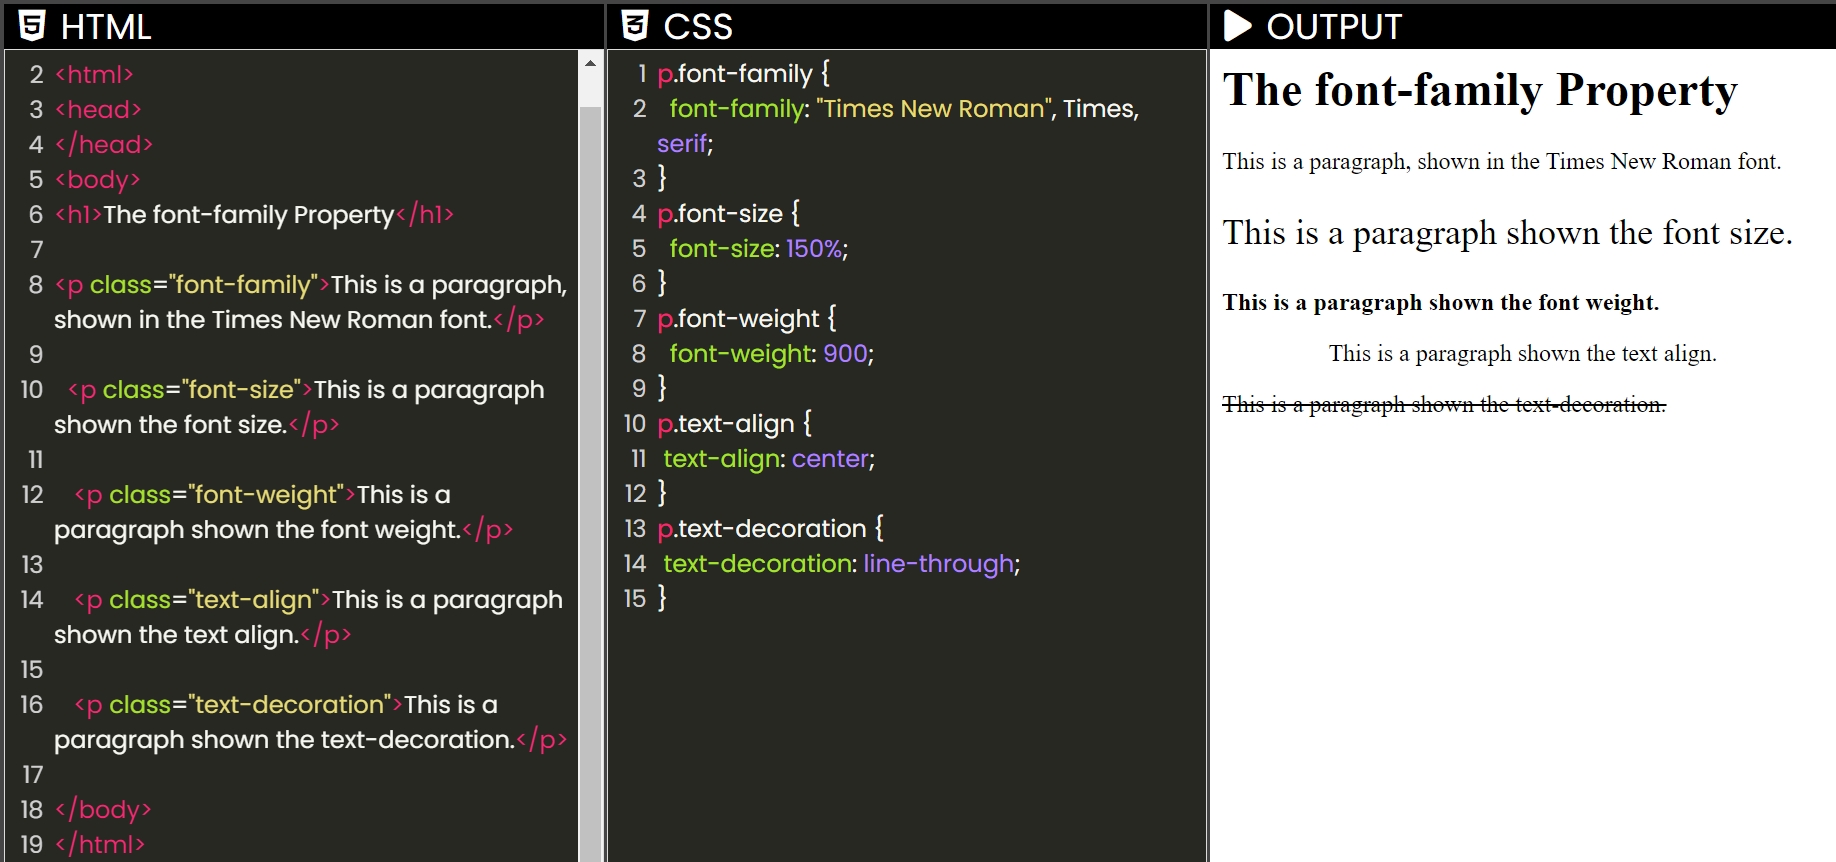 HTML
2 <html>
3 <head>
4 </head>
5 <body>
6 <h1>The font-family Property</h1>
7
8 <p class="font-family">This is a paragraph,
shown in the Times New Roman font.</p>
9
10 <p class="font-size">This is a paragraph
shown the font size.</p>
11
12 <p class="font-weight">This is a
paragraph shown the font weight.</p>
13
14 <p class="text-align">This is a paragraph
shown the text align.</p>
15
16 <p class="text-decoration">This is a
paragraph shown the text-decoration.</p>
17
18 </body>
19 </html>
CSS
1 p.font-family {
2 font-family: "Times New Roman", Times,
serif;
3 }
4 p.font-size {
5 font-size: 150%;
6 }
7 p.font-weight {
8 font-weight: 900;
9 }
10 p.text-align {
11 text-align: center;
12 }
13 p.text-decoration {
14 text-decoration: line-through;
15 }
OUTPUT
The font-family Property
This is a paragraph, shown in the Times New Roman font.
This is a paragraph shown the font size.
This is a paragraph shown the font weight.
This is a paragraph shown the text align.
This is a paragraph shown the text-decoration.